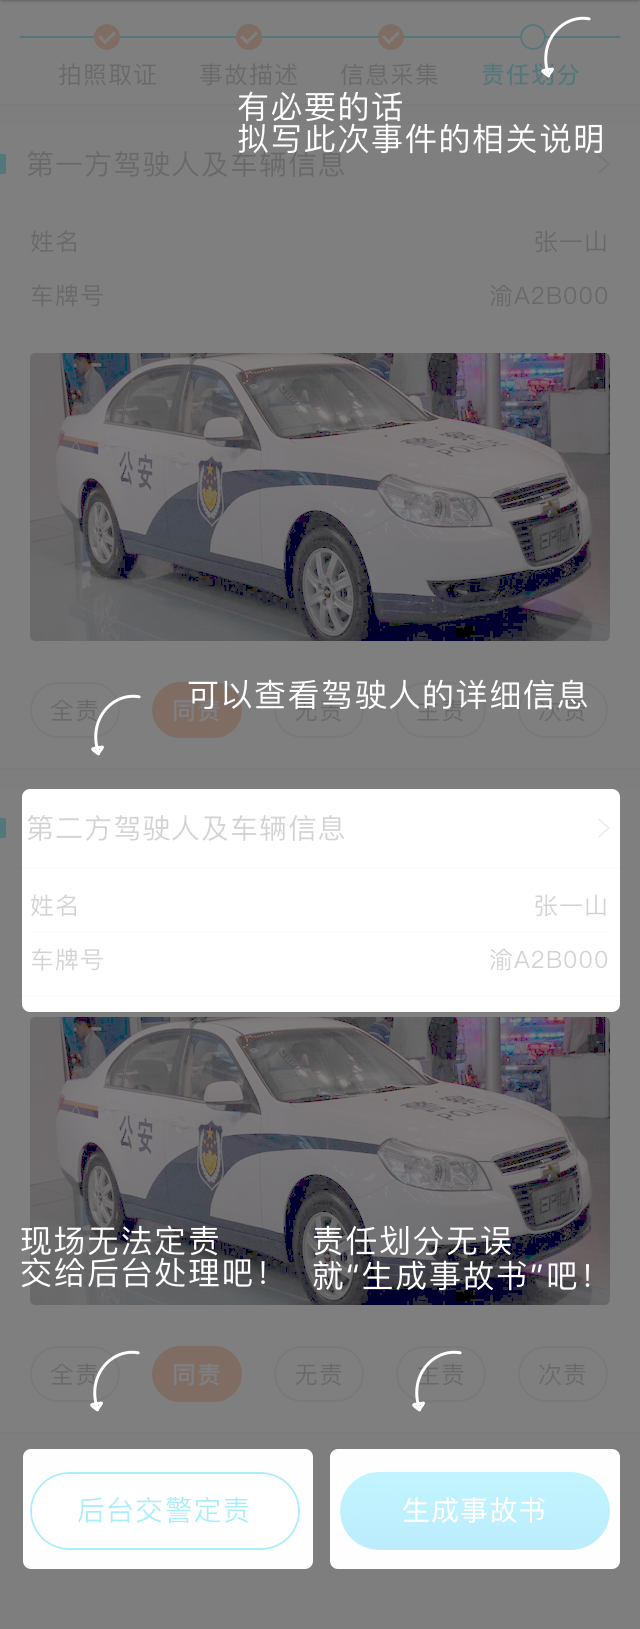 拍照取证 事故描述 信息采集 责任划分
有必要的话
拟写此次事件的相关说明
第一方驾驶人及车辆信息
姓名 张一山
车牌号 渝A2B000
公安
POLICE
EPICA
可以查看驾驶人的详细信息
全责 同责 无责 主责 次责
第二方驾驶人及车辆信息
姓名 张一山
车牌号 渝A2B000
公安
POLICE
EPICA
现场无法定责
交给后台处理吧！
责任划分无误
就“生成事故书”吧！
全责 同责 无责 主责 次责
后台交警定责 生成事故书